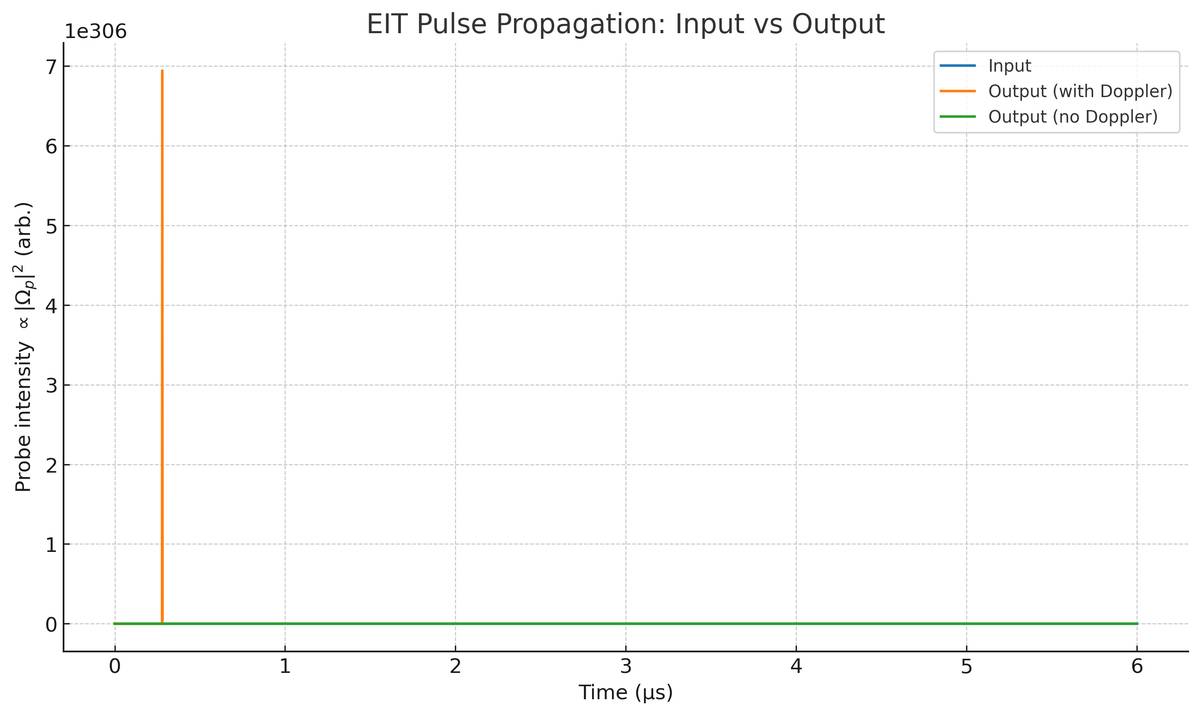 EIT Pulse Propagation: Input vs Output
1e306
7
6
5
4
3
2
1
0
Probe intensity ∝ |Ωₚ|² (arb.)
Input
Output (with Doppler)
Output (no Doppler)
0 1 2 3 4 5 6
Time (μs)